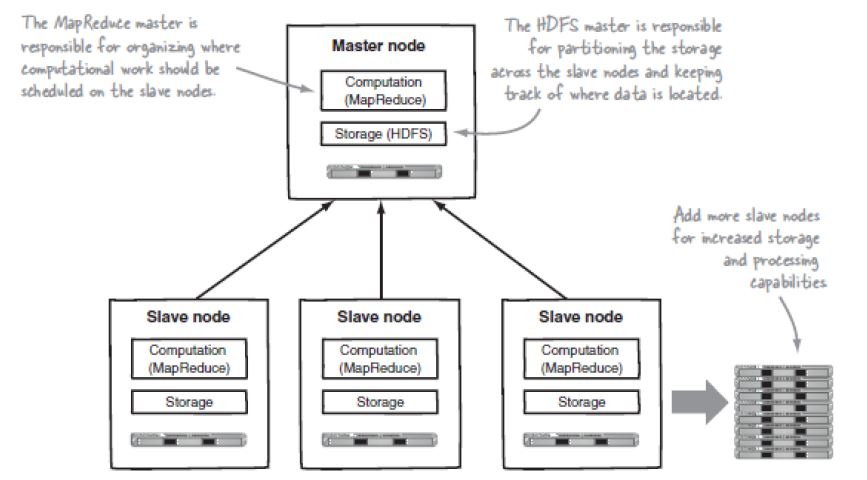 The MapReduce master is
responsible for organizing where
computational work should be
scheduled on the slave nodes.
The HDFS master is responsible
for partitioning the storage
across the slave nodes and keeping
track of where data is located.
Master node
Computation
(MapReduce)
Storage (HDFS)
Add more slave nodes
for increased storage
and processing
capabilities
Slave node
Computation
(MapReduce)
Storage
Slave node
Computation
(MapReduce)
Storage
Slave node
Computation
(MapReduce)
Storage